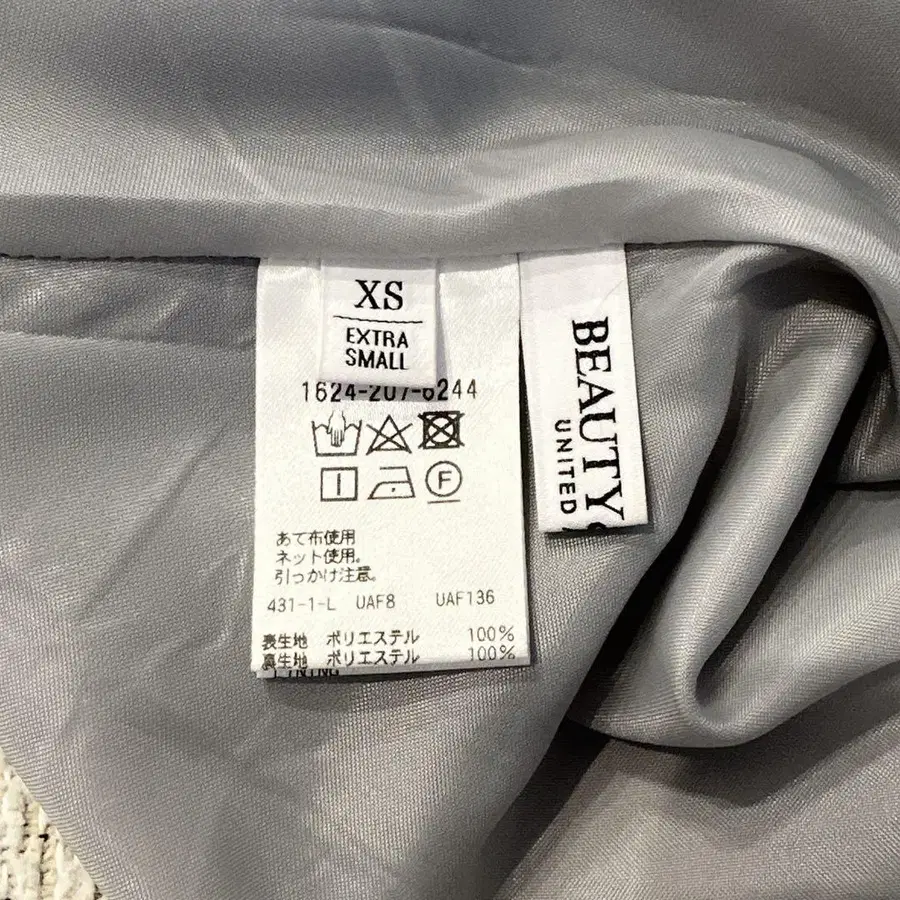 XS
EXTRA
SMALL
1624-207-6244
F
あて布使用
ネット使用。
引っかけ注意。
431-1-L UAF8 UAF136
表生地 ポリエステル 100%
裏生地 ポリエステル 100%
LINING
BEAUTY &
UNITED